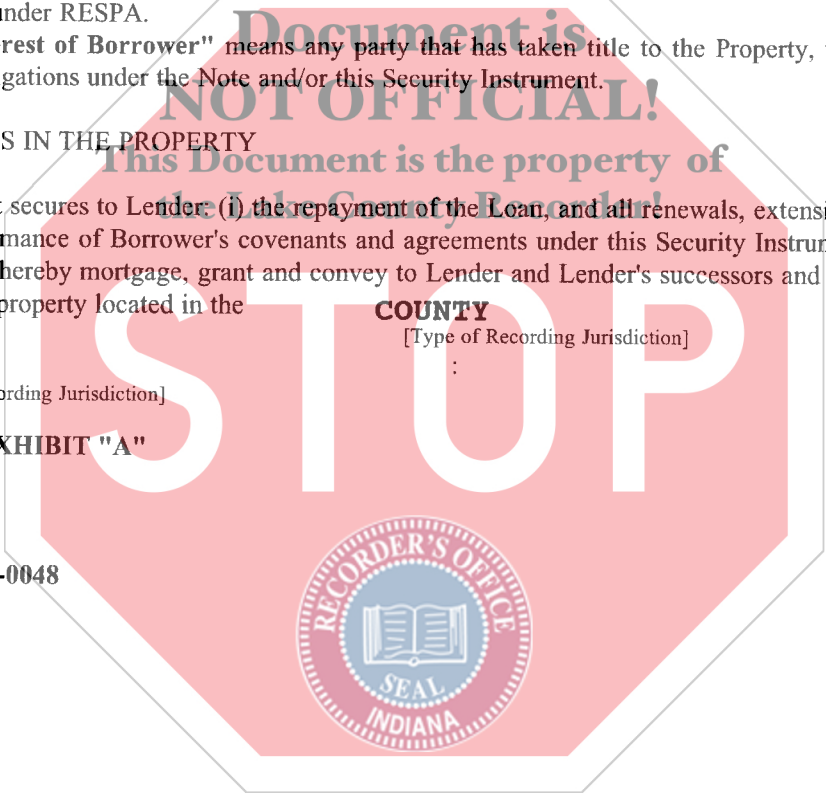 under RESPA.
Document is
rest of Borrower" means any party that has taken title to the Property,
gations under the Note and/or this Security Instrument.
NOT OFFICIAL!
S IN THE PROPERTY
This Document is the property of
the Lake County Recorder!
secures to Lender: (i) the repayment of the Loan, and all renewals, extensi
mance of Borrower's covenants and agreements under this Security Instrum
hereby mortgage, grant and convey to Lender and Lender's successors and
property located in the COUNTY
[Type of Recording Jurisdiction]
:
ording Jurisdiction]
STOP
XHIBIT "A"
-0048
RECORDER'S OFFICE
SEAL
INDIANA